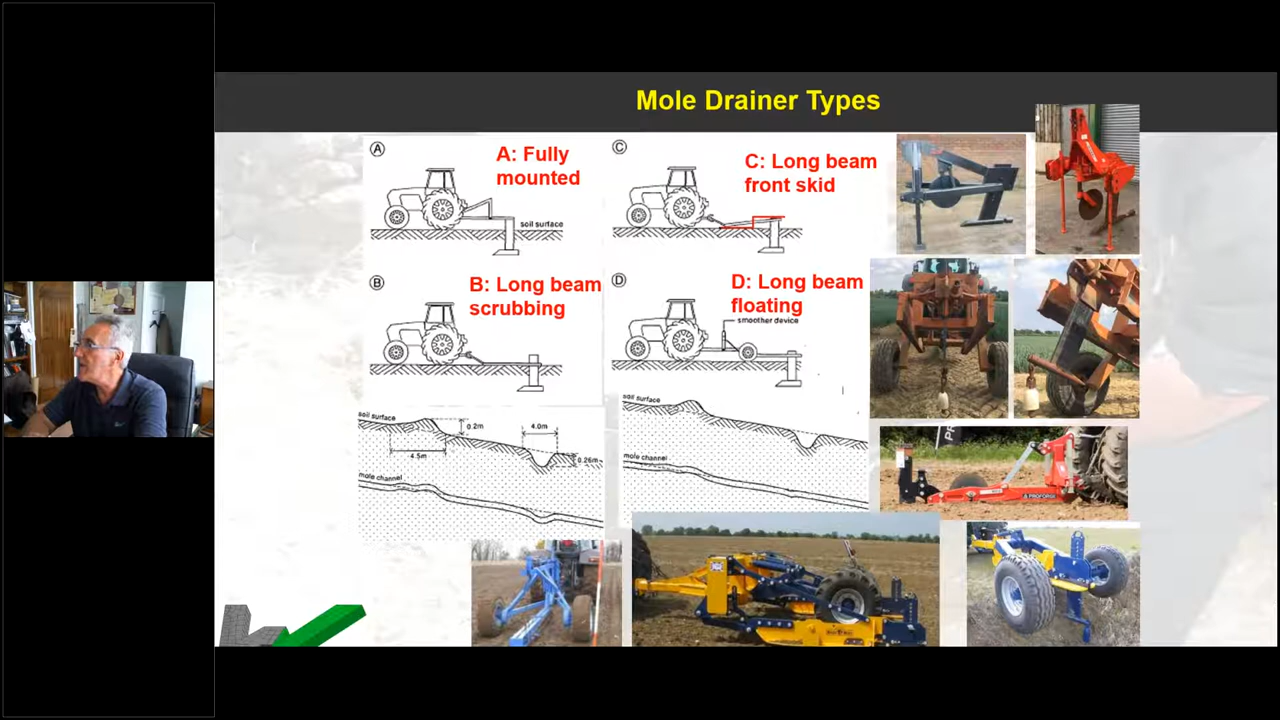 Mole Drainer Types
A
A: Fully
mounted
soil surface
C
C: Long beam
front skid
B
B: Long beam
scrubbing
D
D: Long beam
floating
smoother device
soil surface
0.2m
4.5m
4.0m
0.26m
mole channel
soil surface
mole channel
PROFORGE